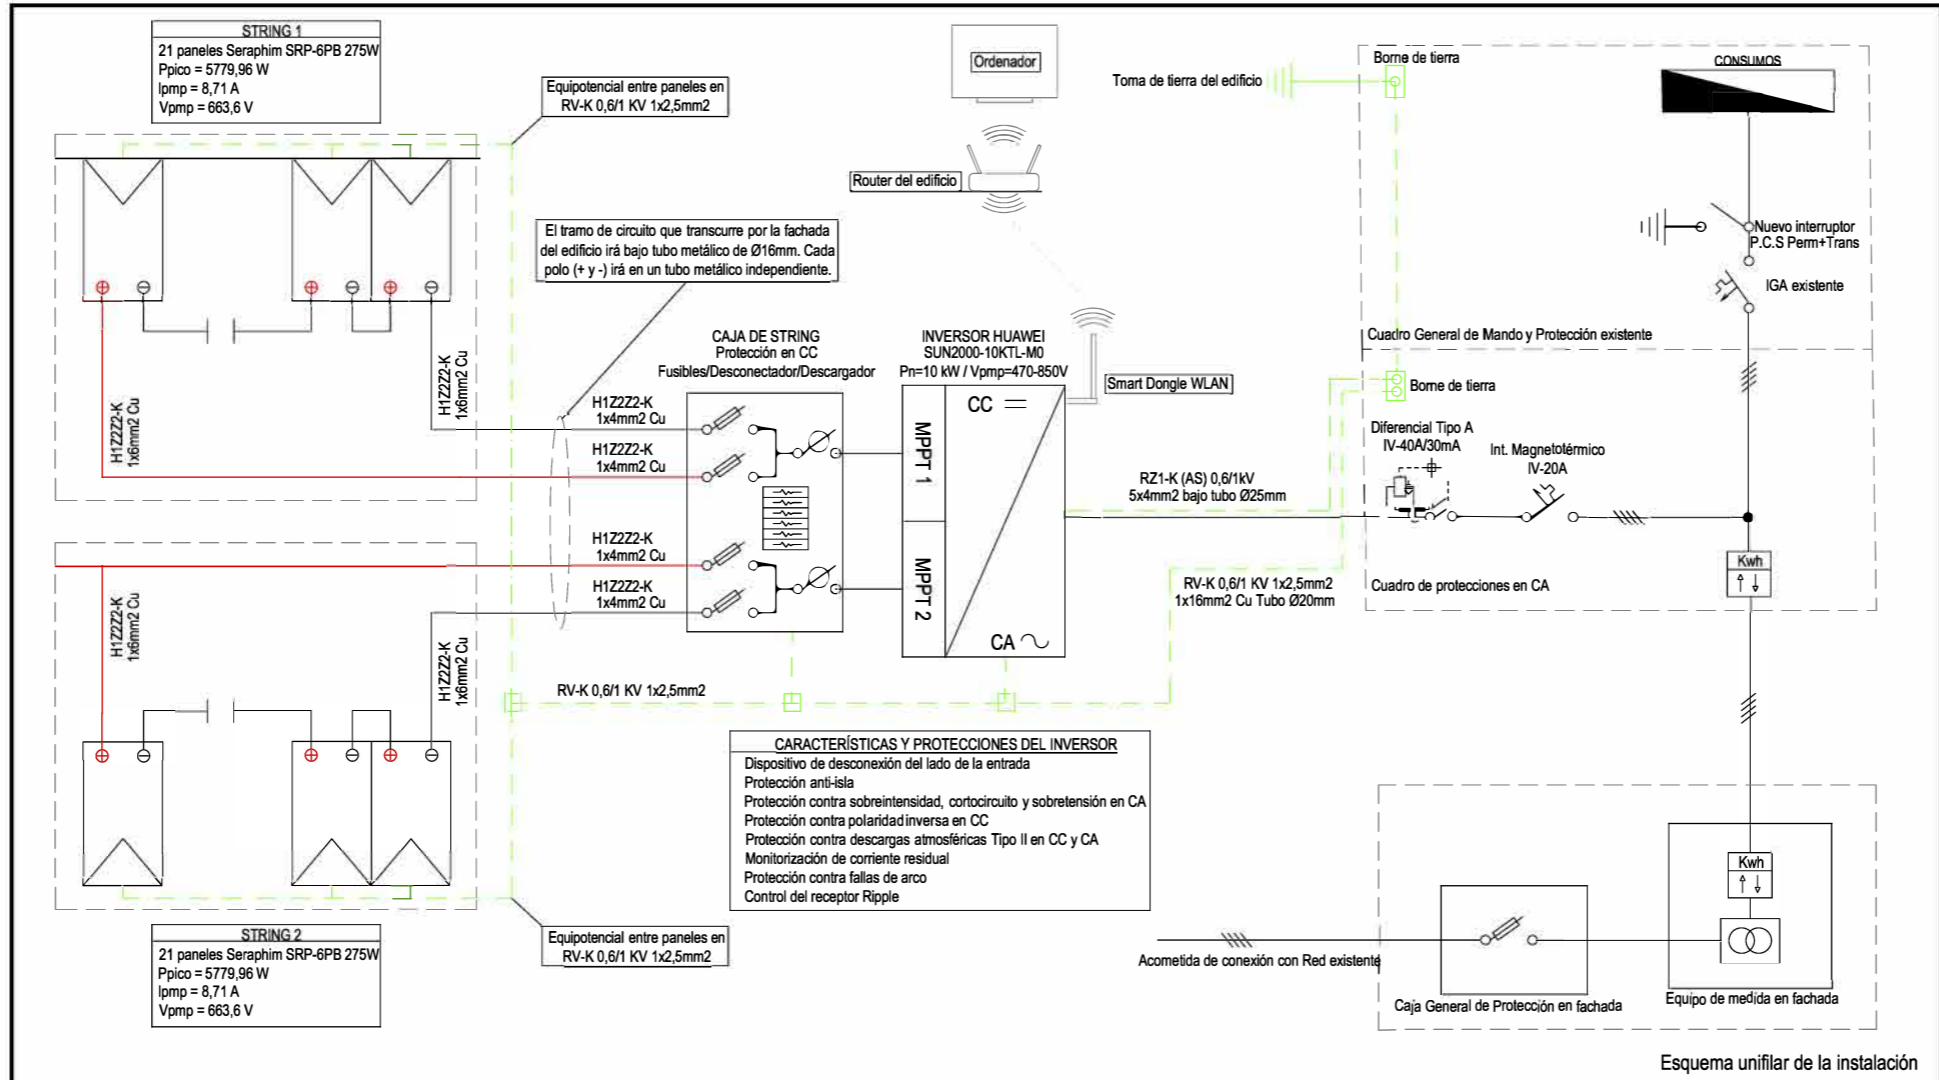 STRING 1
21 paneles Seraphim SRP-6PB 275W
Ppico = 5779,96 W
Ipmp = 8,71 A
Vpmp = 663,6 V
Equipotencial entre paneles en
RV-K 0,6/1 KV 1x2,5mm2
Ordenador
Router del edificio
Toma de tierra del edificio
Borne de tierra
CONSUMOS
Nuevo interruptor
P.C.S Perm+Trans
IGA existente
Cuadro General de Mando y Protección existente
El tramo de circuito que transcurre por la fachada
del edificio irá bajo tubo metálico de Ø16mm. Cada
polo (+ y -) irá en un tubo metálico independiente.
CAJA DE STRING
Protección en CC
Fusibles/Desconectador/Descargador
INVERSOR HUAWEI
SUN2000-10KTL-M0
Pn=10 kW / Vpmp=470-850V
Smart Dongle WLAN
H1Z2Z2-K
1x6mm2 Cu
H1Z2Z2-K
1x6mm2 Cu
H1Z2Z2-K
1x4mm2 Cu
H1Z2Z2-K
1x4mm2 Cu
H1Z2Z2-K
1x4mm2 Cu
H1Z2Z2-K
1x4mm2 Cu
H1Z2Z2-K
1x6mm2 Cu
H1Z2Z2-K
1x6mm2 Cu
MPPT 1
MPPT 2
CC
CA
Borne de tierra
Diferencial Tipo A
IV-40A/30mA
Int. Magnetotérmico
IV-20A
RZ1-K (AS) 0,6/1kV
5x4mm2 bajo tubo Ø25mm
RV-K 0,6/1 KV 1x2,5mm2
1x16mm2 Cu Tubo Ø20mm
Cuadro de protecciones en CA
Kwh
RV-K 0,6/1 KV 1x2,5mm2
CARACTERÍSTICAS Y PROTECCIONES DEL INVERSOR
Dispositivo de desconexión del lado de la entrada
Protección anti-isla
Protección contra sobreintensidad, cortocircuito y sobretensión en CA
Protección contra polaridad inversa en CC
Protección contra descargas atmosféricas Tipo II en CC y CA
Monitorización de corriente residual
Protección contra fallas de arco
Control del receptor Ripple
STRING 2
21 paneles Seraphim SRP-6PB 275W
Ppico = 5779,96 W
Ipmp = 8,71 A
Vpmp = 663,6 V
Equipotencial entre paneles en
RV-K 0,6/1 KV 1x2,5mm2
Kwh
Acometida de conexión con Red existente
Caja General de Protección en fachada
Equipo de medida en fachada
Esquema unifilar de la instalación